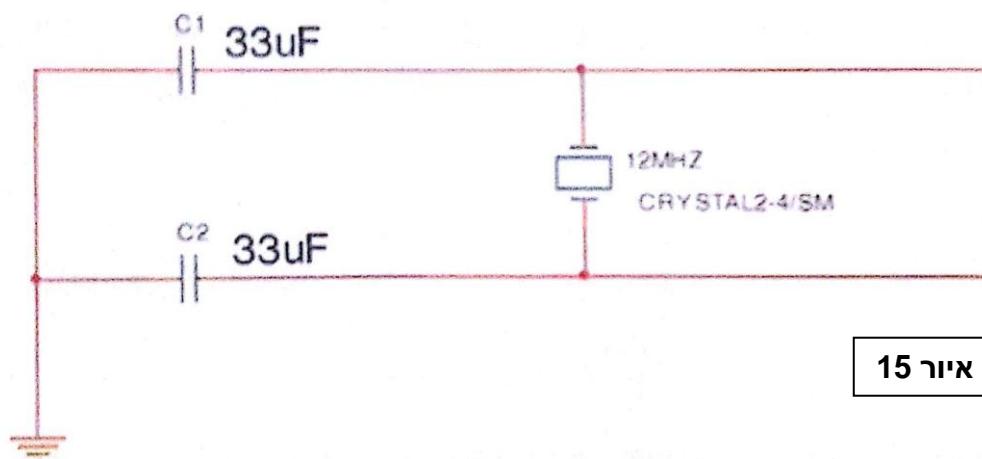 C1
33uF
12MHZ
CRYSTAL2-4/SM
C2
33uF
איור 15